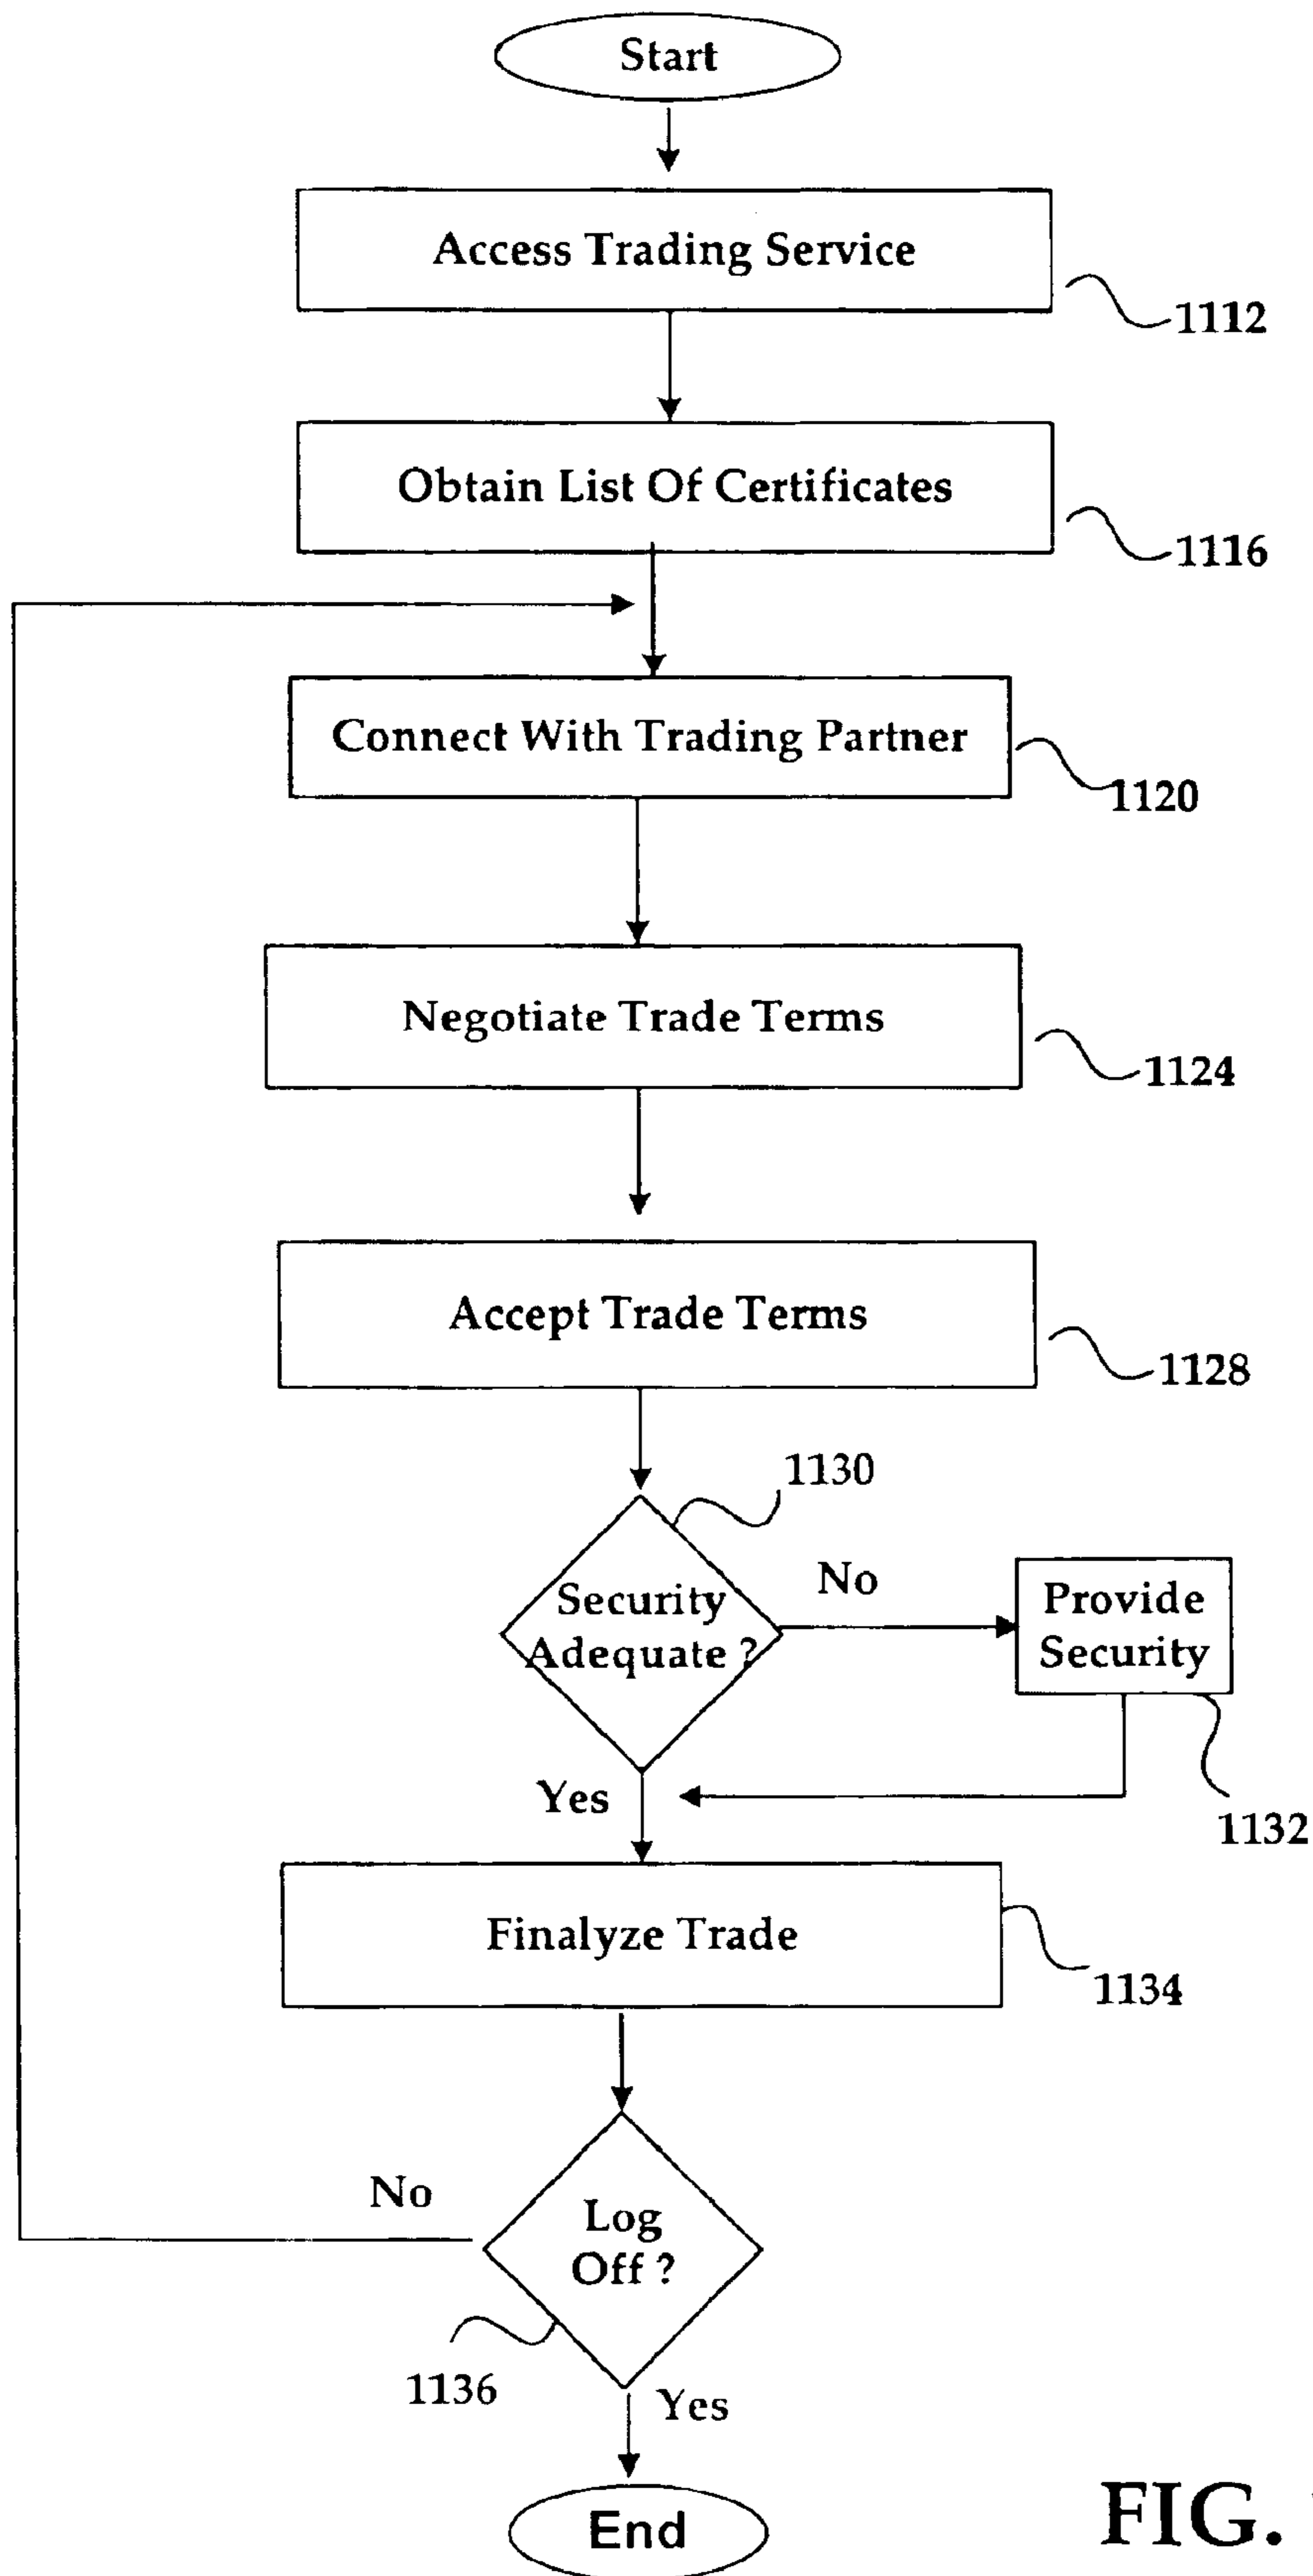 Start
Access Trading Service
1112
Obtain List Of Certificates
1116
Connect With Trading Partner
1120
Negotiate Trade Terms
1124
Accept Trade Terms
1128
1130
Security
Adequate ?
No
Provide
Security
Yes
1132
Finalyze Trade
1134
No
Log
Off ?
1136
Yes
End
FIG.